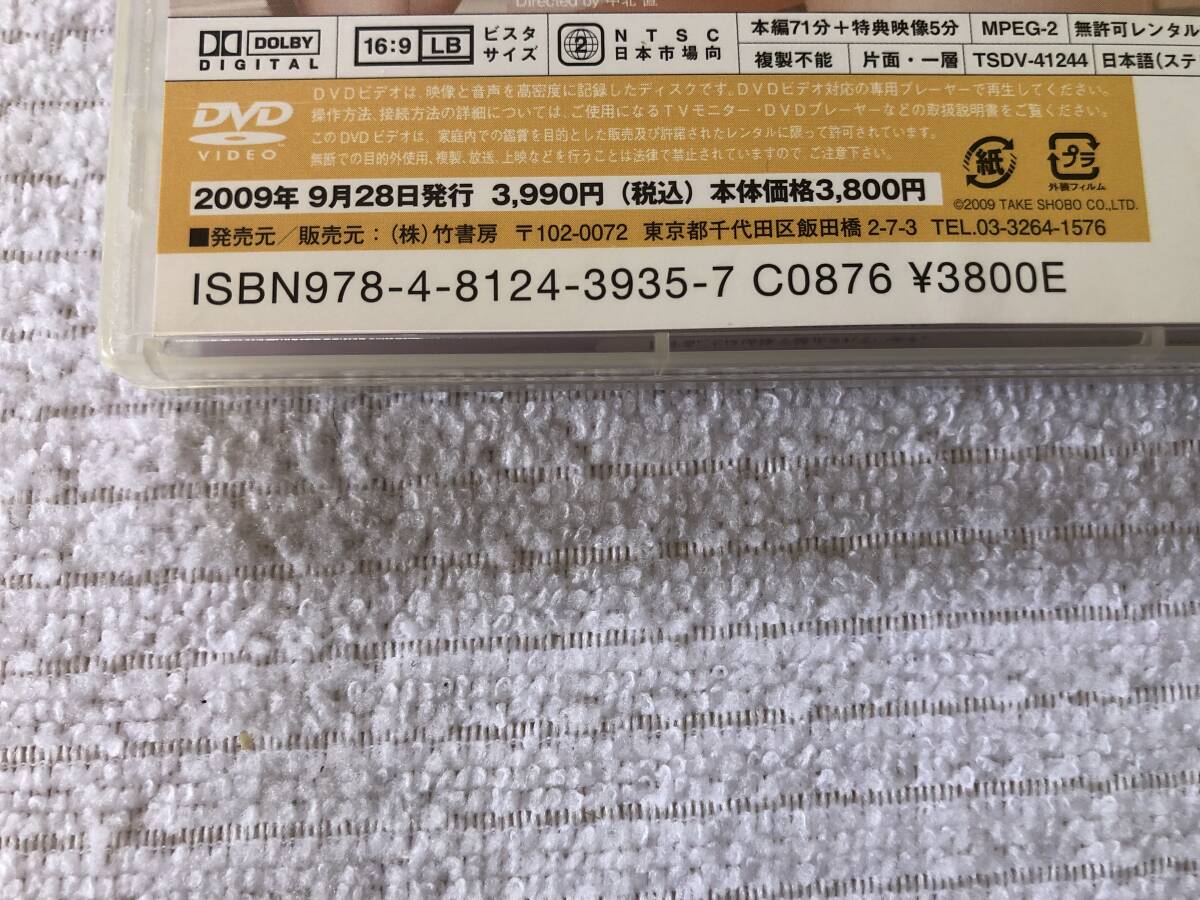 Directed by 中北 直
DOLBY
DIGITAL
16:9 LB
ビスタ
サイズ
2
NTSC
日本市場向
本編71分+特典映像5分 MPEG-2 無許可レンタル
複製不能 片面・一層 TSDV-41244 日本語(ステ
DVD
VIDEO
DVDビデオは、映像と音声を高密度に記録したディスクです。DVDビデオ対応の専用プレーヤーで再生してください。
操作方法、接続方法の詳細については、ご使用になるTVモニター・DVDプレーヤーなどの取扱説明書をご覧ください。
このDVDビデオは、家庭内での鑑賞を目的とした販売及び許諾されたレンタルに限って許可されています。
無断での目的外使用、複製、放送、上映などを行うことは法律で禁止されていますので、ご注意下さい。
紙
プラ
外装フィルム
2009年 9月28日発行 3,990円(税込)本体価格3,800円
©2009 TAKE SHOBO CO.,LTD.
■発売元/販売元:(株)竹書房 〒102-0072 東京都千代田区飯田橋2-7-3 TEL.03-3264-1576
ISBN978-4-8124-3935-7 C0876 ¥3800E